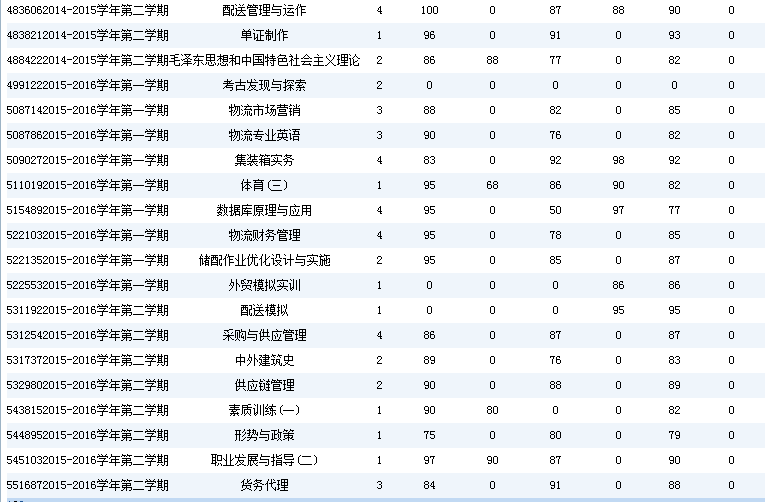 4836062014-2015学年第二学期 配送管理与运作 4 100 0 87 88 90 0
4838212014-2015学年第二学期 单证制作 1 96 0 91 0 93 0
4884222014-2015学年第二学期毛泽东思想和中国特色社会主义理论 2 86 88 77 0 82 0
4991222015-2016学年第一学期 考古发现与探索 2 0 0 0 0 0 0
5087142015-2016学年第一学期 物流市场营销 3 88 0 82 0 85 0
5087862015-2016学年第一学期 物流专业英语 3 90 0 76 0 82 0
5090272015-2016学年第一学期 集装箱实务 4 83 0 92 98 92 0
5110192015-2016学年第一学期 体育(三) 1 95 68 86 90 82 0
5154892015-2016学年第一学期 数据库原理与应用 4 95 0 50 97 77 0
5221032015-2016学年第一学期 物流财务管理 4 95 0 78 0 85 0
5221352015-2016学年第一学期 储配作业优化设计与实施 2 95 0 85 0 87 0
5225532015-2016学年第一学期 外贸模拟实训 1 0 0 0 86 86 0
5311922015-2016学年第二学期 配送模拟 1 0 0 0 95 95 0
5312542015-2016学年第二学期 采购与供应管理 4 86 0 87 0 87 0
5317372015-2016学年第二学期 中外建筑史 2 89 0 76 0 83 0
5329802015-2016学年第二学期 供应链管理 2 90 0 88 0 89 0
5438152015-2016学年第二学期 素质训练(一) 1 90 80 0 0 82 0
5448952015-2016学年第二学期 形势与政策 1 75 0 80 0 79 0
5451032015-2016学年第二学期 职业发展与指导(二) 1 97 90 87 0 90 0
5516872015-2016学年第二学期 货务代理 3 84 0 91 0 88 0